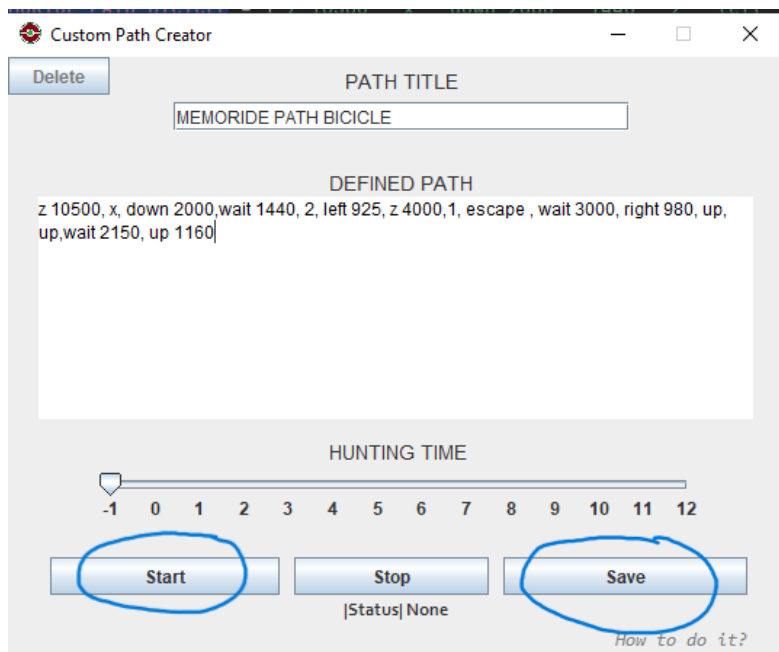 Custom Path Creator
Delete
PATH TITLE
MEMORIDE PATH BICICLE
DEFINED PATH
z 10500, x, down 2000,wait 1440, 2, left 925, z 4000,1, escape , wait 3000, right 980, up,
up,wait 2150, up 1160
HUNTING TIME
-1 0 1 2 3 4 5 6 7 8 9 10 11 12
Start Stop Save
|Status| None
How to do it?